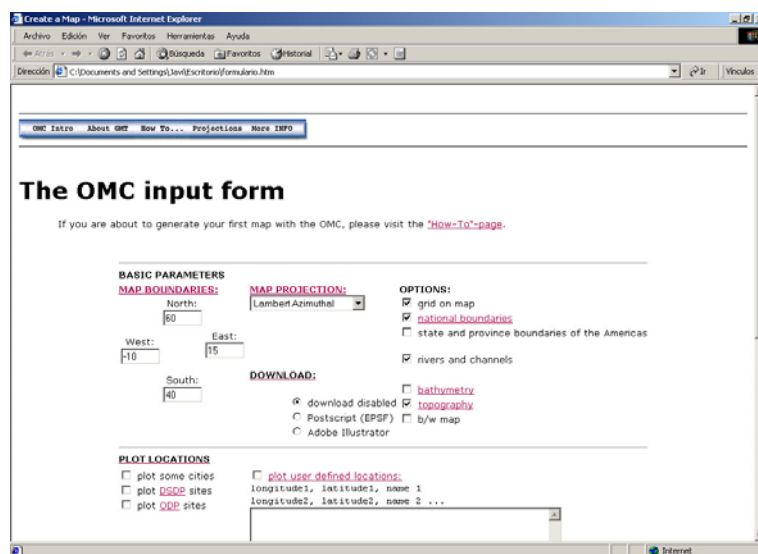 Create a Map - Microsoft Internet Explorer
Archivo Edición Ver Favoritos Herramientas Ayuda
Atrás Búsqueda Favoritos Historial
Dirección C:\Documents and Settings\Javi\Escritorio\formulario.htm Ir Vínculos
OMC Intro About GMT How To... Projections More INFO
The OMC input form
If you are about to generate your first map with the OMC, please visit the "How-To"-page.
BASIC PARAMETERS
MAP BOUNDARIES: MAP PROJECTION: OPTIONS:
North: Lambert Azimuthal grid on map
60 national boundaries
state and province boundaries of the Americas
West: East:
-10 15 rivers and channels
South: DOWNLOAD:
40 bathymetry
download disabled topography
Postscript (EPSF) b/w map
Adobe Illustrator
PLOT LOCATIONS
plot some cities plot user defined locations:
plot DSDP sites longitude1, latitude1, name 1
plot ODP sites longitude2, latitude2, name 2 ...
Internet